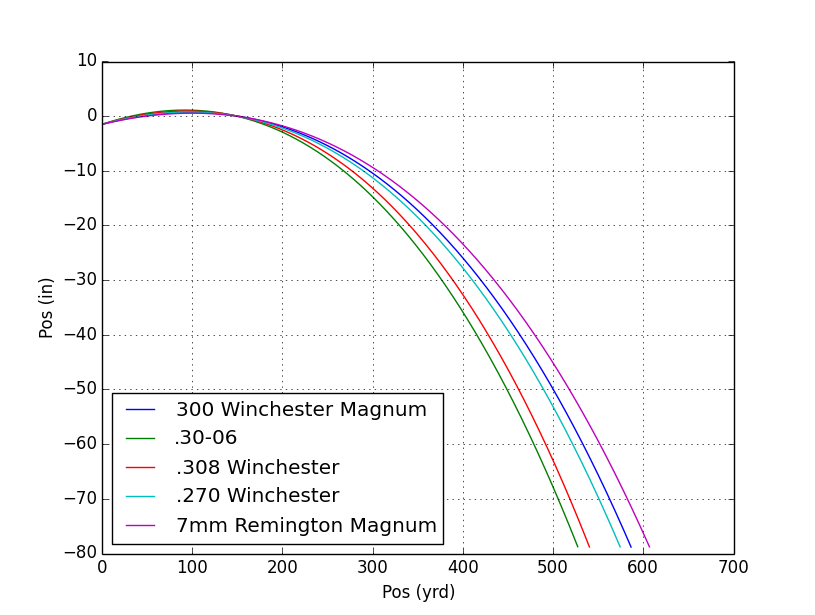 10
0
−10
−20
−30
−40
−50
−60
−70
−80
Pos (in)
300 Winchester Magnum
.30-06
.308 Winchester
.270 Winchester
7mm Remington Magnum
0 100 200 300 400 500 600 700
Pos (yrd)